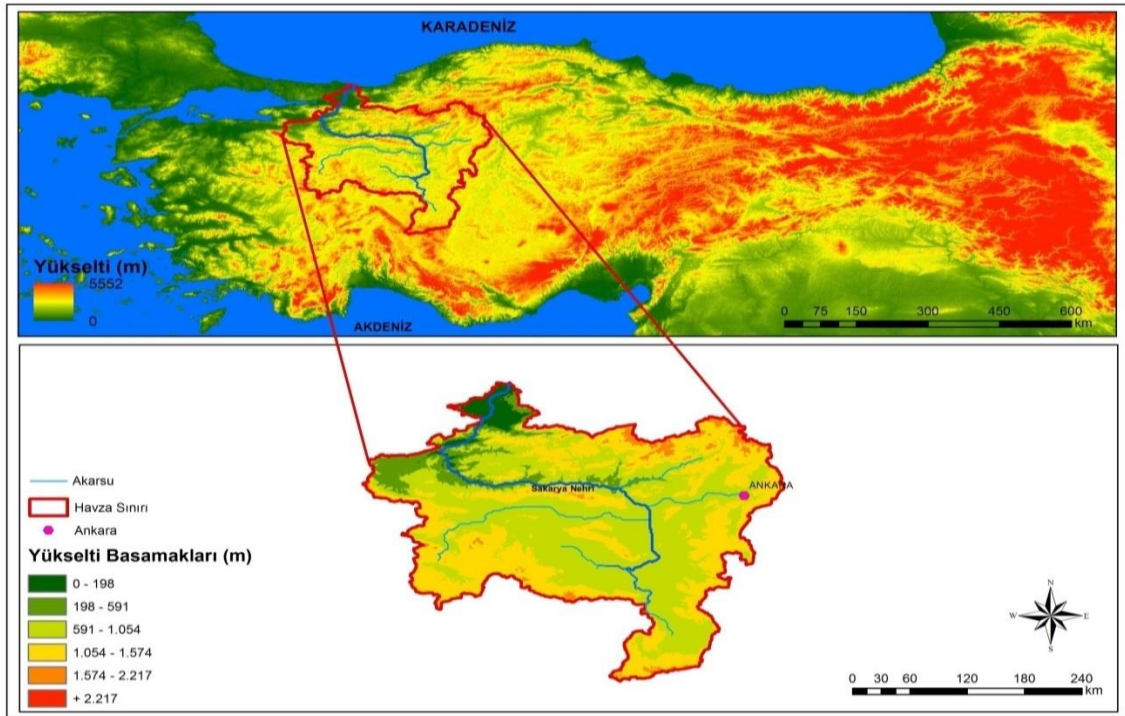 KARADENİZ
Yükselti (m)
5552
0
AKDENİZ
0 75 150 300 450 600
km
Akarsu
Havza Sınırı
Ankara
Yükselti Basamakları (m)
0 - 198
198 - 591
591 - 1.054
1.054 - 1.574
1.574 - 2.217
+ 2.217
Sakarya Nehri
ANKARA
N
W E
S
0 30 60 120 180 240
km